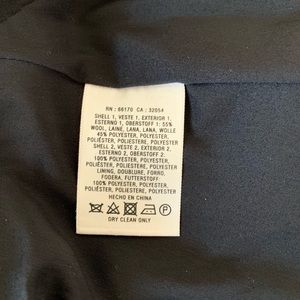 RN : 66170 CA : 32054
SHELL 1, VESTE 1, EXTERIOR 1,
ESTERNO 1, OBERSTOFF 1: 55%
WOOL, LAINE, LANA, LANA, WOLLE
45% POLYESTER, POLYESTER,
POLIÉSTER, POLIESTERE, POLYESTER
SHELL 2, VESTE 2, EXTERIOR 2,
ESTERNO 2, OBERSTOFF 2:
100% POLYESTER, POLYESTER,
POLIÉSTER, POLIESTERE, POLYESTER
LINING, DOUBLURE, FORRO,
FODERA, FUTTERSTOFF:
100% POLYESTER, POLYESTER,
POLIÉSTER, POLIESTERE, POLYESTER
HECHO EN CHINA
P
DRY CLEAN ONLY